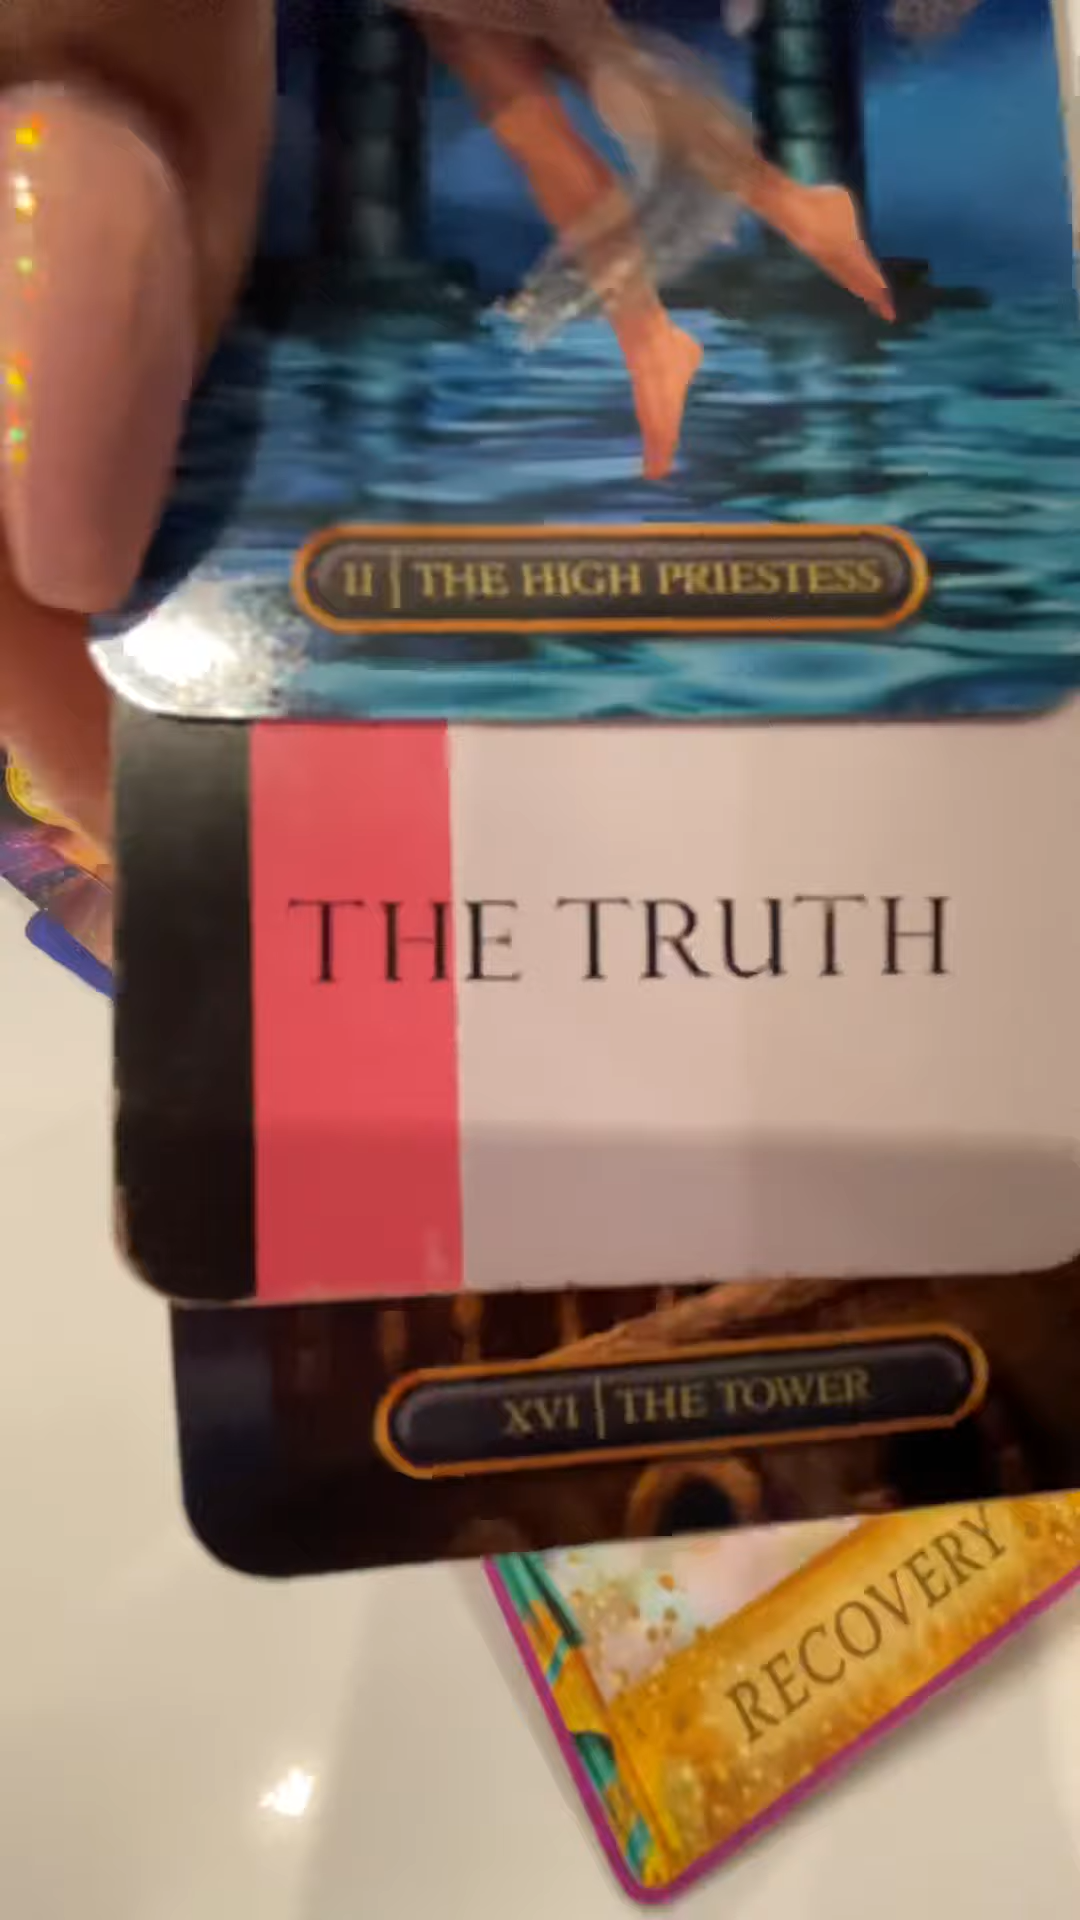 II | THE HIGH PRIESTESS
THE TRUTH
XVI | THE TOWER
RECOVERY